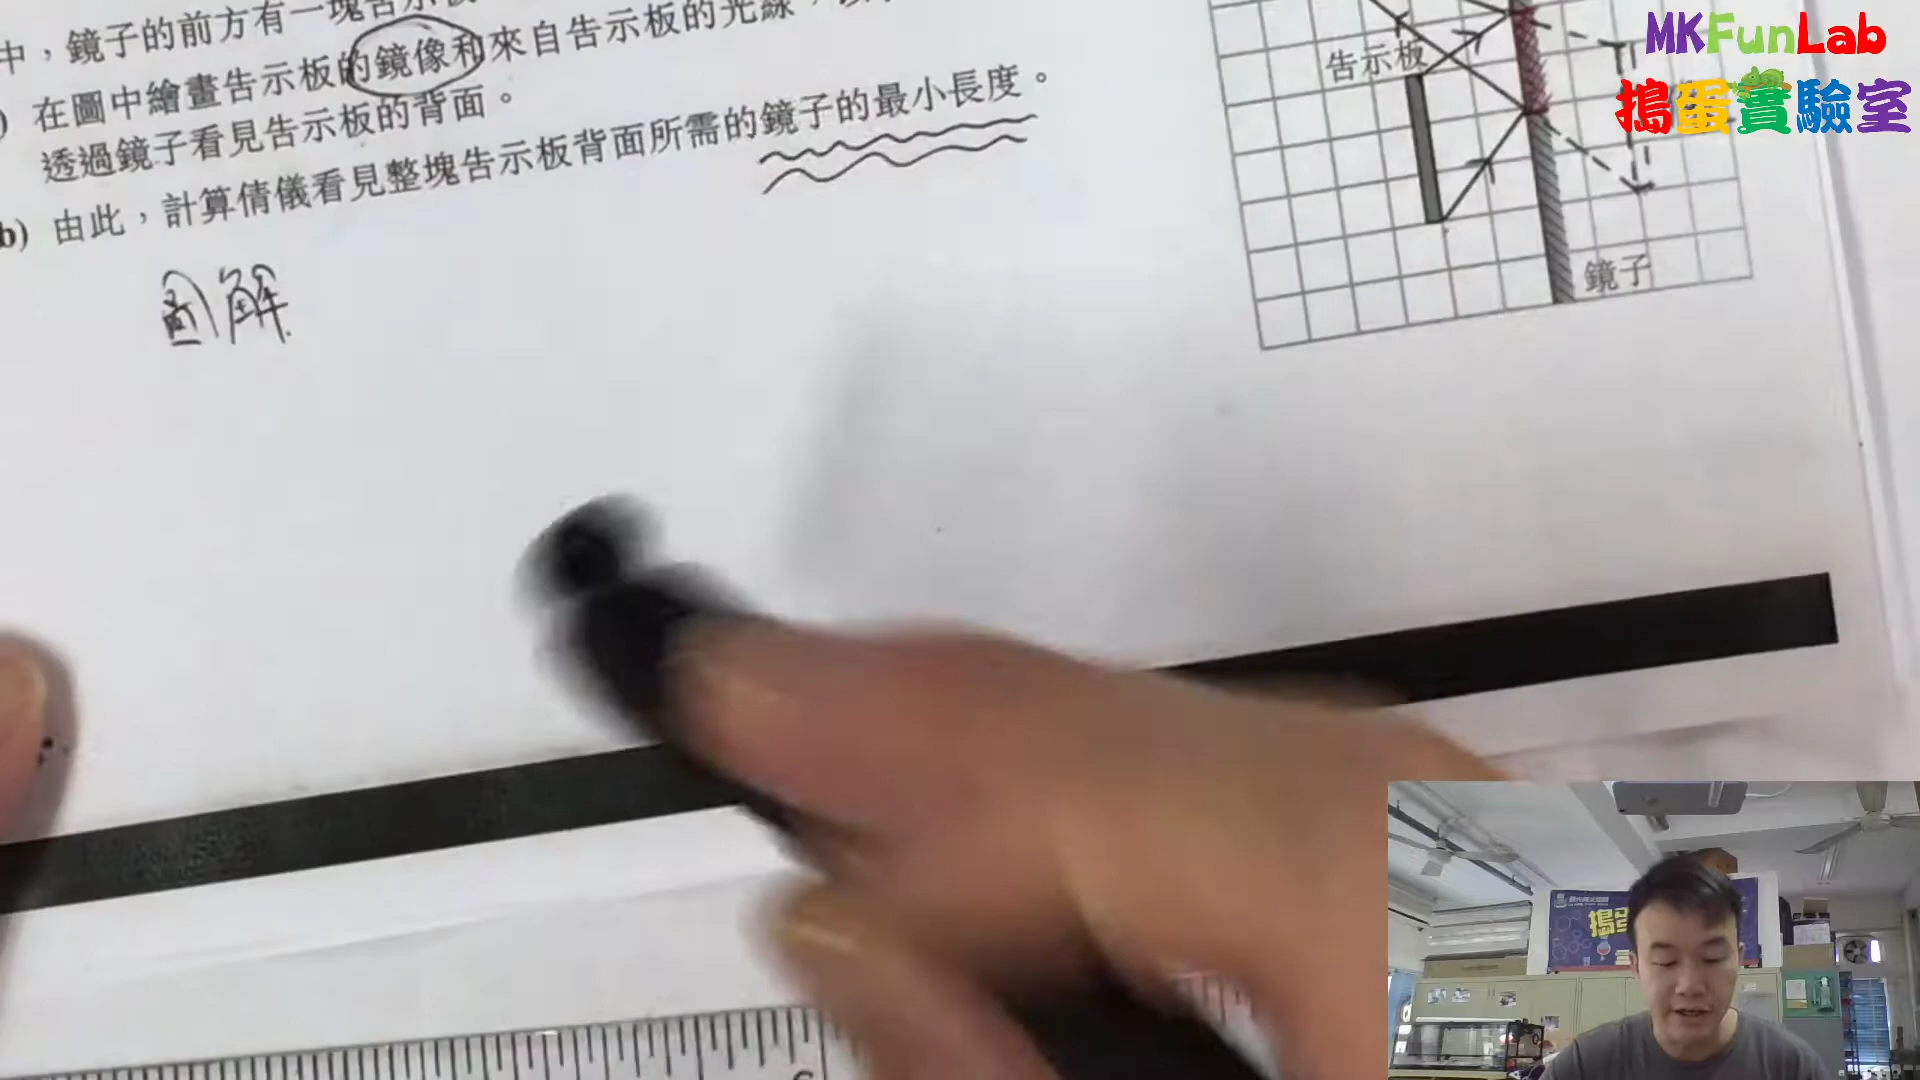 中，鏡子的前方有一塊告示板
在圖中繪畫告示板的鏡像和來自告示板的光線，
透過鏡子看見告示板的背面。
b) 由此，計算倩儀看見整塊告示板背面所需的鏡子的最小長度。
圖解
告示板
鏡子
MKFunLab
搗蛋實驗室